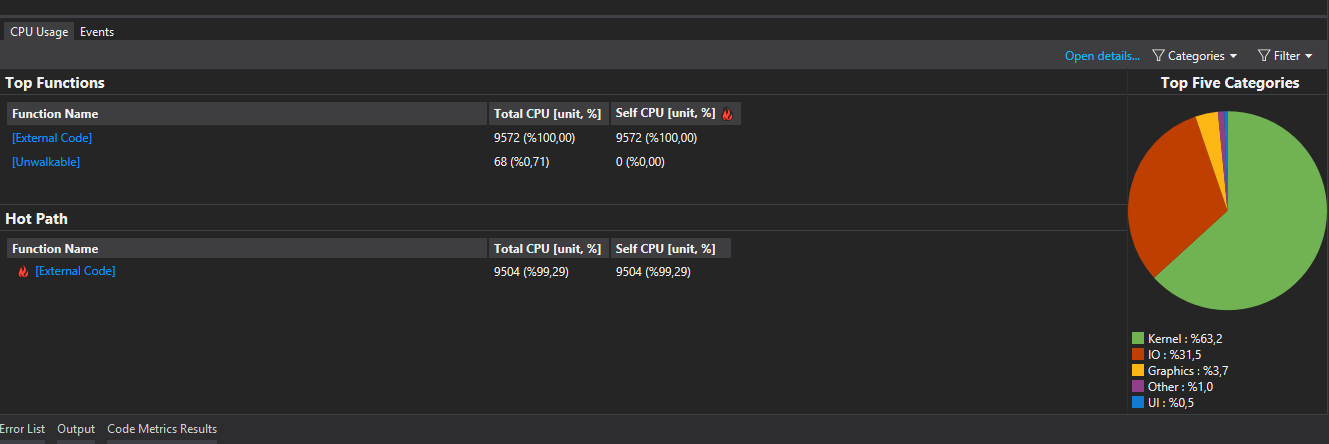 CPU Usage Events
Open details... Categories Filter
Top Functions
Function Name Total CPU [unit, %] Self CPU [unit, %]
[External Code] 9572 (%100,00) 9572 (%100,00)
[Unwalkable] 68 (%0,71) 0 (%0,00)
Hot Path
Function Name Total CPU [unit, %] Self CPU [unit, %]
[External Code] 9504 (%99,29) 9504 (%99,29)
Top Five Categories
Kernel : %63,2
IO : %31,5
Graphics : %3,7
Other : %1,0
UI : %0,5
Error List Output Code Metrics Results